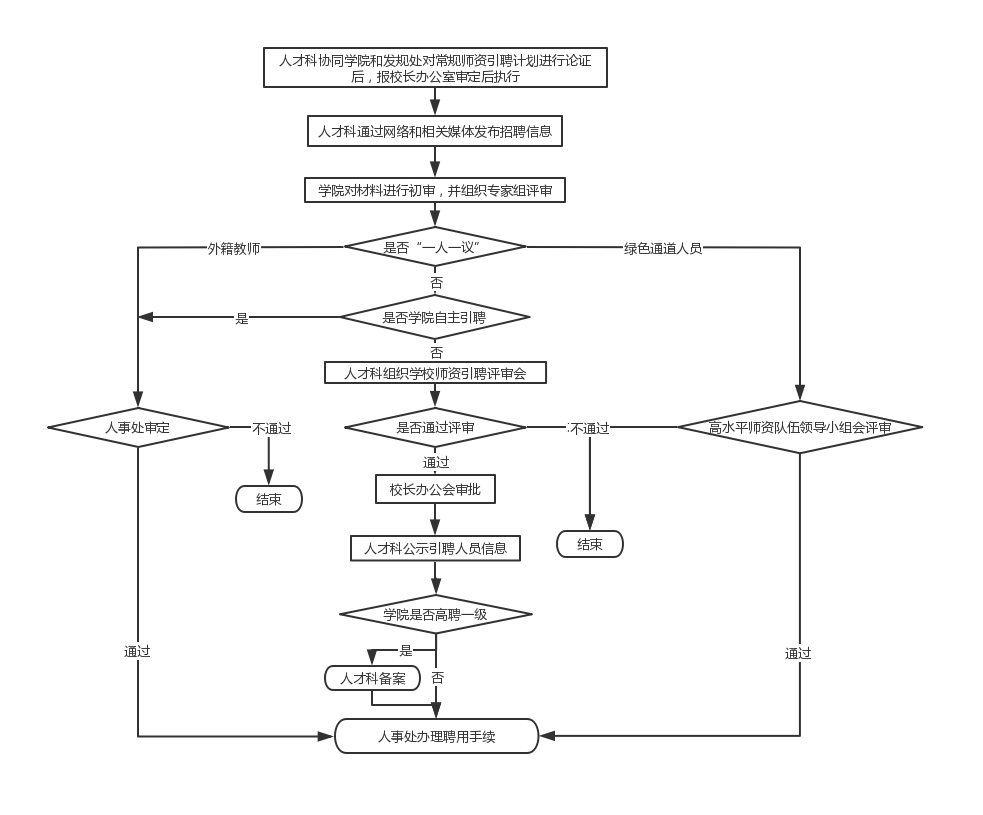 人才科协同学院和发规处对常规师资引聘计划进行论证
后，报校长办公室审定后执行
人才科通过网络和相关媒体发布招聘信息
学院对材料进行初审，并组织专家组评审
外籍教师
是否“一人一议”
绿色通道人员
否
是
是否学院自主引聘
否
人才科组织学校师资引聘评审会
人事处审定
不通过
是否通过评审
不通过
高水平师资队伍领导小组会评审
通过
结束
校长办公会审批
人才科公示引聘人员信息
结束
学院是否高聘一级
通过
是
通过
人才科备案
否
人事处办理聘用手续